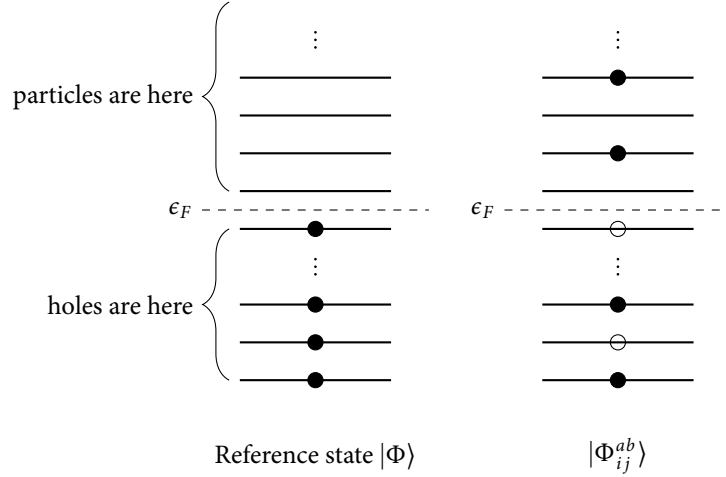 ⋮ ⋮
particles are here
ϵ_F ϵ_F
⋮ ⋮
holes are here
Reference state |Φ⟩ |Φ_{ij}^{ab}⟩